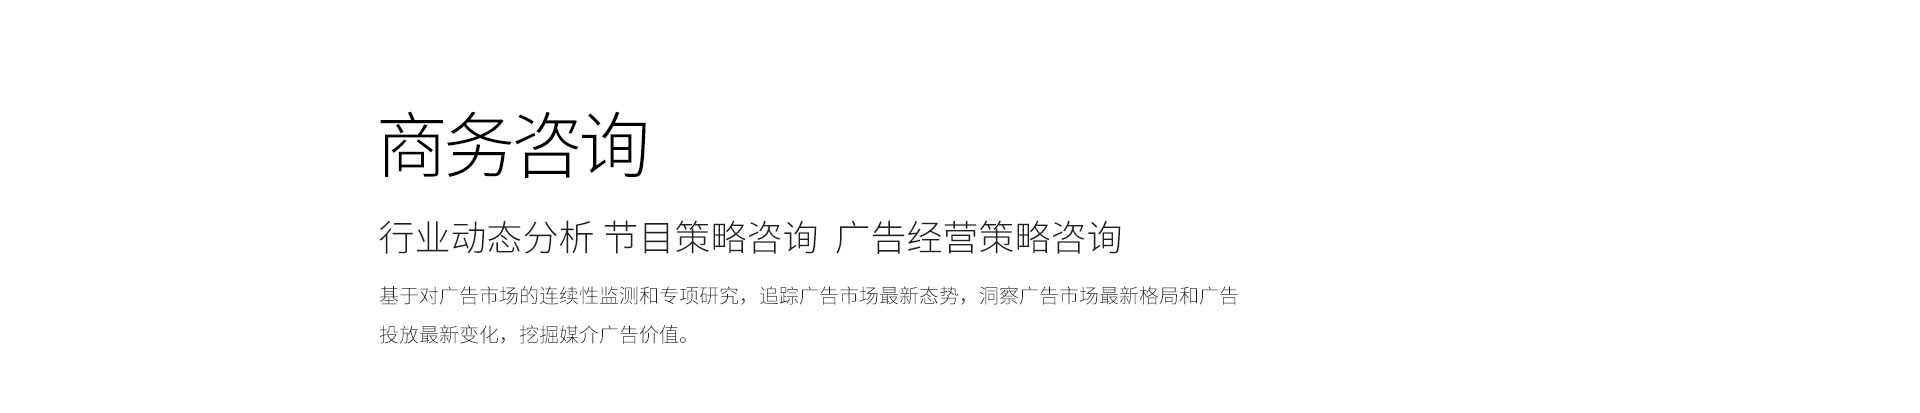 商务咨询
行业动态分析 节目策略咨询 广告经营策略咨询
基于对广告市场的连续性监测和专项研究，追踪广告市场最新态势，洞察广告市场最新格局和广告
投放最新变化，挖掘媒介广告价值。